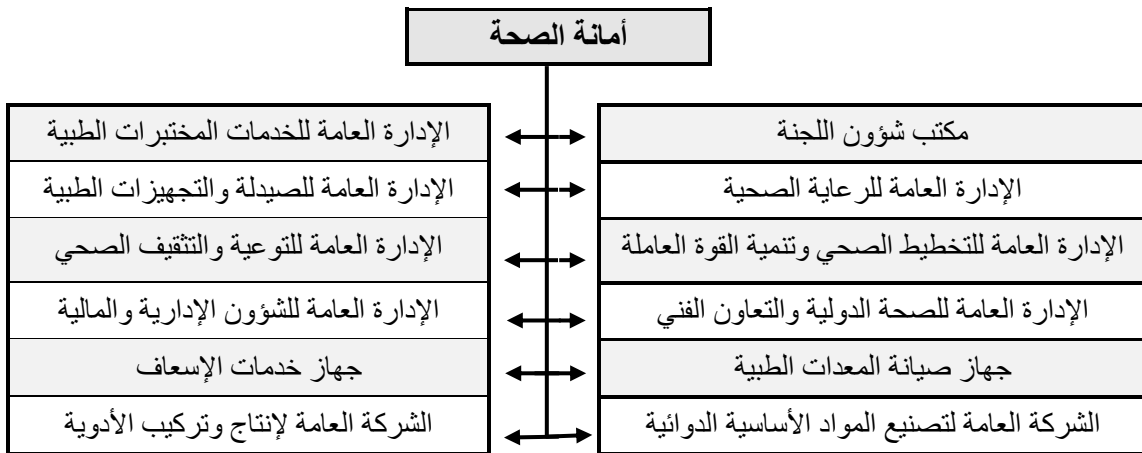 أمانة الصحة
مكتب شؤون اللجنة
الإدارة العامة للخدمات المختبرات الطبية
الإدارة العامة للرعاية الصحية
الإدارة العامة للصيدلة والتجهيزات الطبية
الإدارة العامة للتخطيط الصحي وتنمية القوة العاملة
الإدارة العامة للتوعية والتثقيف الصحي
الإدارة العامة للصحة الدولية والتعاون الفني
الإدارة العامة للشؤون الإدارية والمالية
جهاز صيانة المعدات الطبية
جهاز خدمات الإسعاف
الشركة العامة لتصنيع المواد الأساسية الدوائية
الشركة العامة لإنتاج وتركيب الأدوية